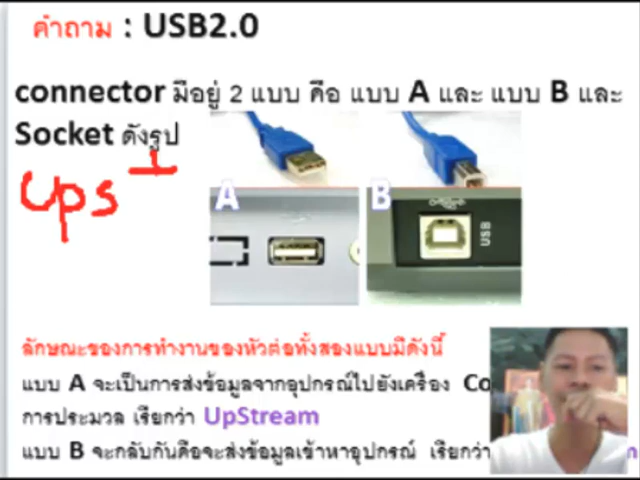 คำถาม : USB2.0
connector มีอยู่ 2 แบบ คือ แบบ A และ แบบ B และ
Socket ดังรูป
ups
A B
USB
ลักษณะของการทำงานของหัวต่อทั้งสองแบบมีดังนี้
แบบ A จะเป็นการส่งข้อมูลจากอุปกรณ์ไปยังเครื่อง Co
การประมวล เรียกว่า UpStream
แบบ B จะกลับกันคือจะส่งข้อมูลเข้าหาอุปกรณ์ เรียกว่า